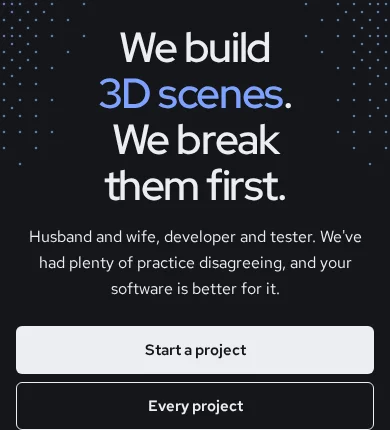 We build
3D scenes.
We break
them first.
Husband and wife, developer and tester. We've
had plenty of practice disagreeing, and your
software is better for it.
Start a project
Every project